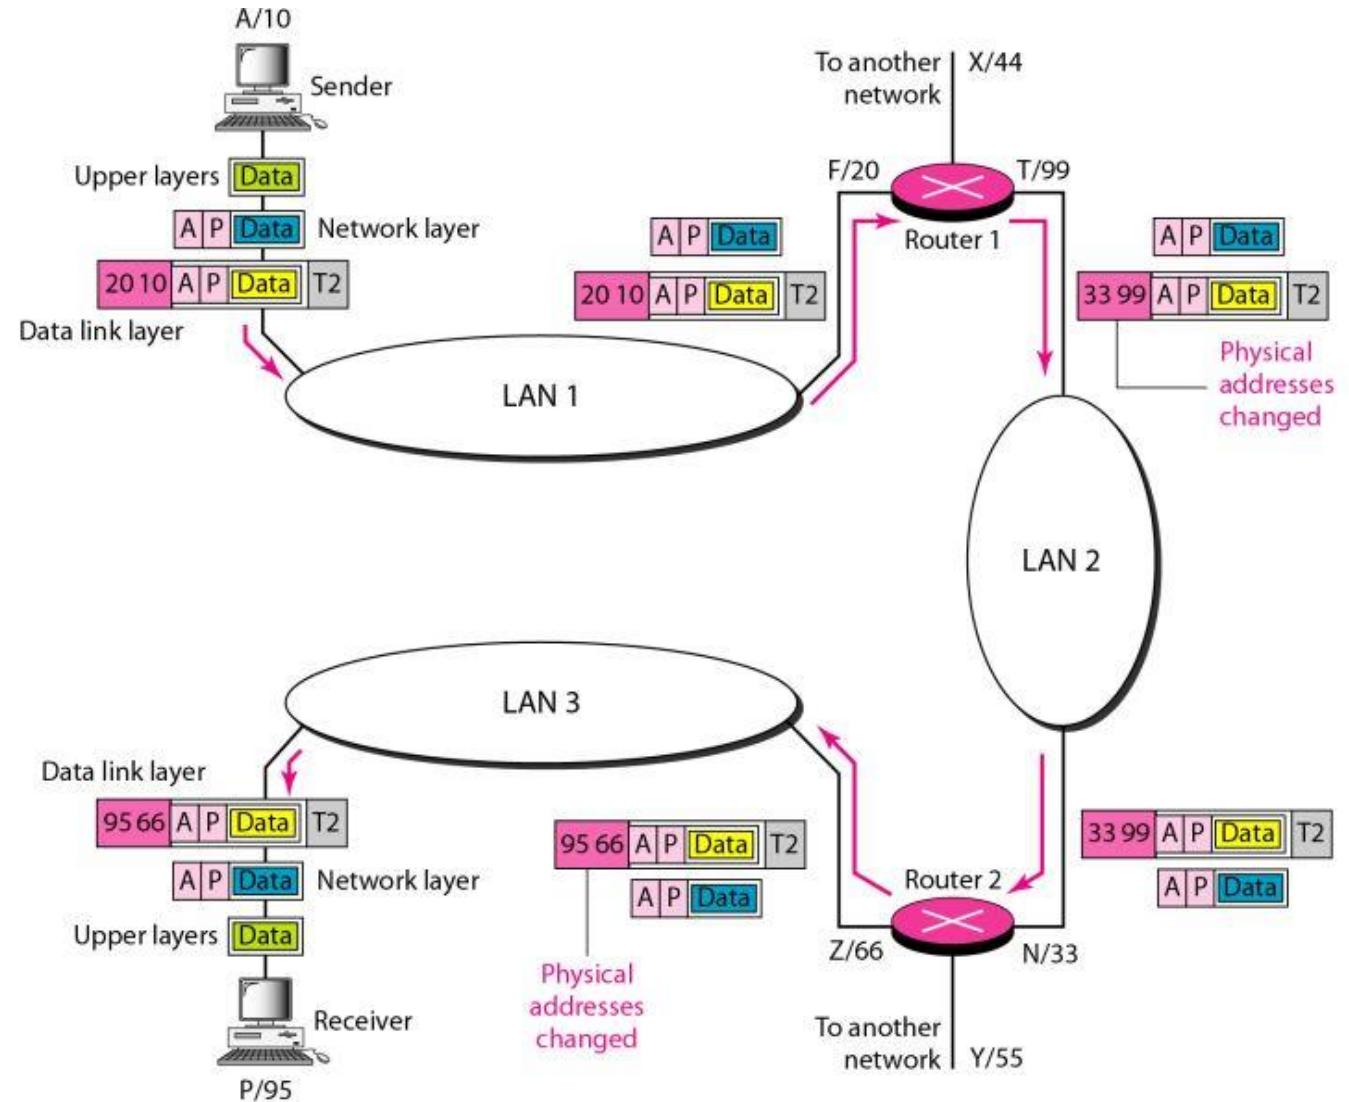 A/10
Sender
Upper layers Data
A P Data Network layer
20 10 A P Data T2
Data link layer
LAN 1
A P Data
20 10 A P Data T2
To another
network
X/44
F/20
T/99
Router 1
A P Data
33 99 A P Data T2
Physical
addresses
changed
LAN 2
33 99 A P Data T2
A P Data
Router 2
Z/66
N/33
To another
network
Y/55
95 66 A P Data T2
A P Data
Physical
addresses
changed
LAN 3
Data link layer
95 66 A P Data T2
A P Data Network layer
Upper layers Data
Receiver
P/95